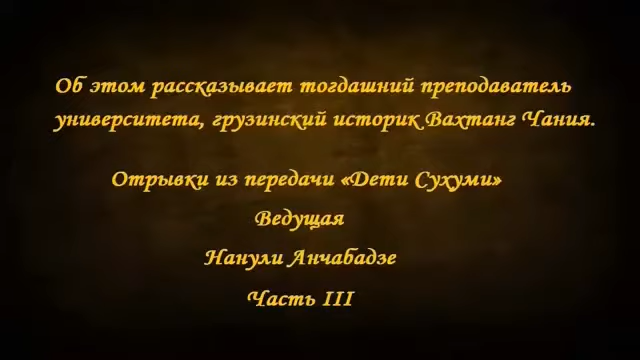 Об этом рассказывает тогдашний преподаватель
университета, грузинский историк Вахтанг Чания.
Отрывки из передачи «Дети Сухуми»
Ведущая
Нанули Анчабадзе
Часть III